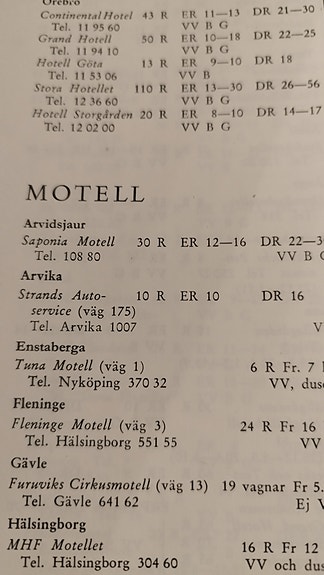 Örebro
Continental Hotel 43 R ER 11—13 DR 21—30
Tel. 11 95 60 VV B G
Grand Hotell 50 R ER 10—18 DR 22—25
Tel. 11 94 10 VV B G
Hotell Göta 13 R ER 9—10 DR 18
Tel. 11 53 06 VV B
Stora Hotellet 110 R ER 13—30 DR 26—56
Tel. 12 36 60 VV B G
Hotell Storgården 20 R ER 8—10 DR 14—17
Tel. 12 02 00 VV B G
MOTELL
Arvidsjaur
Saponia Motell 30 R ER 12—16 DR 22—3
Tel. 108 80 VV B G
Arvika
Strands Auto- 10 R ER 10 DR 16
service (väg 175) V
Tel. Arvika 1007
Enstaberga
Tuna Motell (väg 1) 6 R Fr. 7
Tel. Nyköping 370 32 VV, dus
Fleninge
Fleninge Motell (väg 3) 24 R Fr 16
Tel. Hälsingborg 551 55 VV
Gävle
Furuviks Cirkusmotell (väg 13) 19 vagnar Fr 5.
Tel. Gävle 641 62 Ej V
Hälsingborg
MHF Motellet 16 R Fr 12
Tel. Hälsingborg 304 60 VV och dus